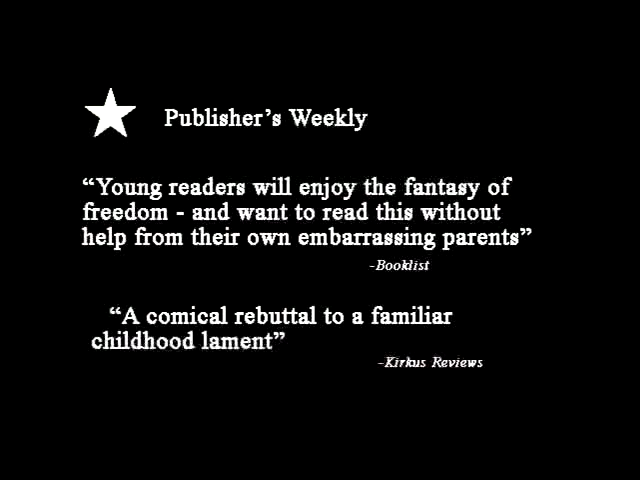 Publisher's Weekly
“Young readers will enjoy the fantasy of
freedom - and want to read this without
help from their own embarrassing parents”
-Booklist
“A comical rebuttal to a familiar
childhood lament”
-Kirkus Reviews